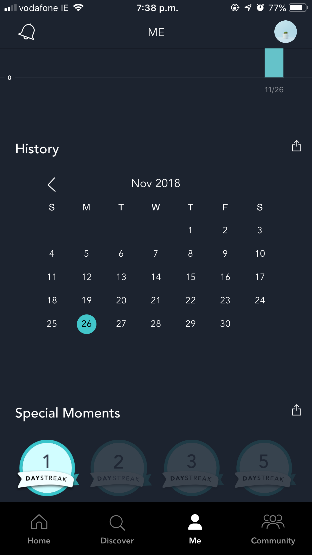 vodafone IE 7:38 p.m. 77%
ME
0
11/26
History
Nov 2018
S M T W T F S
1 2 3
4 5 6 7 8 9 10
11 12 13 14 15 16 17
18 19 20 21 22 23 24
25 26 27 28 29 30
Special Moments
1 2 3 5
DAYSTREAK DAYSTREAK DAYSTREAK DAYSTREAK
Home Discover Me Community